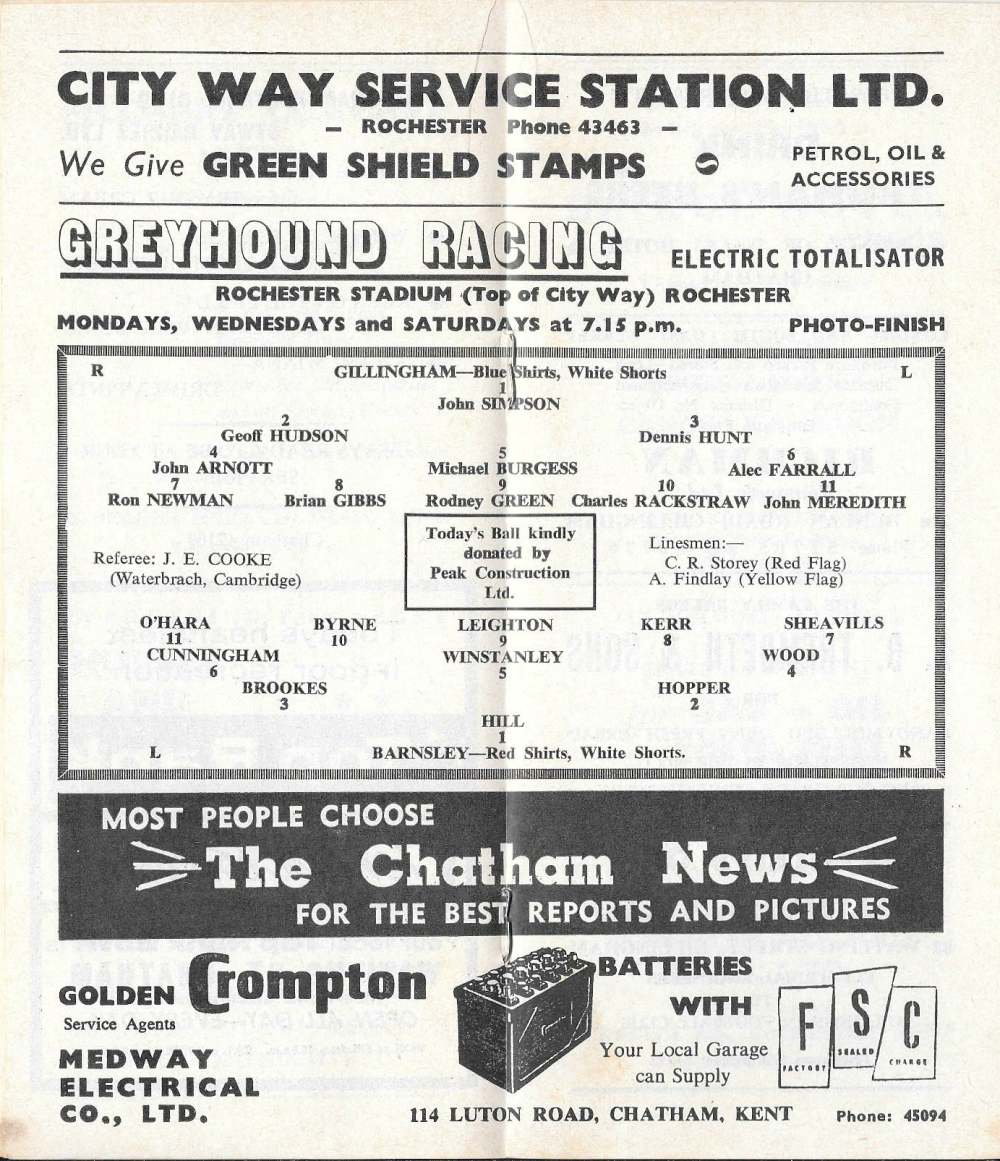 CITY WAY SERVICE STATION LTD.
– ROCHESTER Phone 43463 –
We Give GREEN SHIELD STAMPS
PETROL, OIL &
ACCESSORIES
GREYHOUND RACING
ELECTRIC TOTALISATOR
ROCHESTER STADIUM (Top of City Way) ROCHESTER
MONDAYS, WEDNESDAYS and SATURDAYS at 7.15 p.m. PHOTO-FINISH
R GILLINGHAM—Blue Shirts, White Shorts L
1
John SIMPSON
2 3
Geoff HUDSON Dennis HUNT
4 5 6
John ARNOTT Michael BURGESS Alec FARRALL
7 8 9 10 11
Ron NEWMAN Brian GIBBS Rodney GREEN Charles RACKSTRAW John MEREDITH
Referee: J. E. COOKE
(Waterbrach, Cambridge)
Today's Ball kindly
donated by
Peak Construction
Ltd.
Linesmen:—
C. R. Storey (Red Flag)
A. Findlay (Yellow Flag)
O'HARA BYRNE LEIGHTON KERR SHEAVILLS
11 10 9 8 7
CUNNINGHAM WINSTANLEY WOOD
6 5 4
BROOKES HOPPER
3 2
HILL
1
L BARNSLEY—Red Shirts, White Shorts. R
MOST PEOPLE CHOOSE
The Chatham News
FOR THE BEST REPORTS AND PICTURES
GOLDEN Crompton
Service Agents
MEDWAY
ELECTRICAL
CO., LTD.
BATTERIES
WITH
Your Local Garage
can Supply
F S C
FACTORY SEALED CHARGE
114 LUTON ROAD, CHATHAM, KENT Phone: 45094